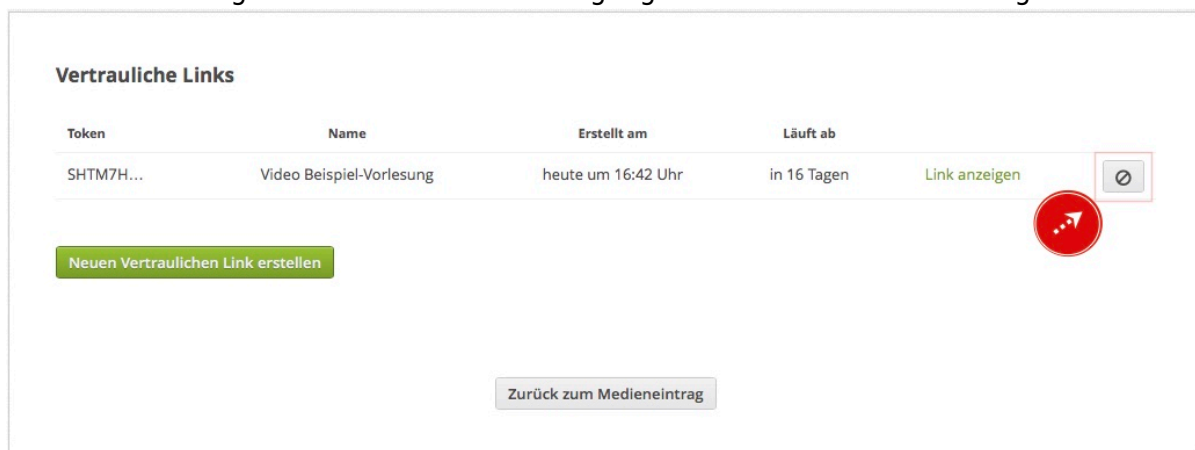 Vertrauliche Links
Token Name Erstellt am Läuft ab
SHTM7H... Video Beispiel-Vorlesung heute um 16:42 Uhr in 16 Tagen Link anzeigen
Neuen Vertraulichen Link erstellen
Zurück zum Medieneintrag